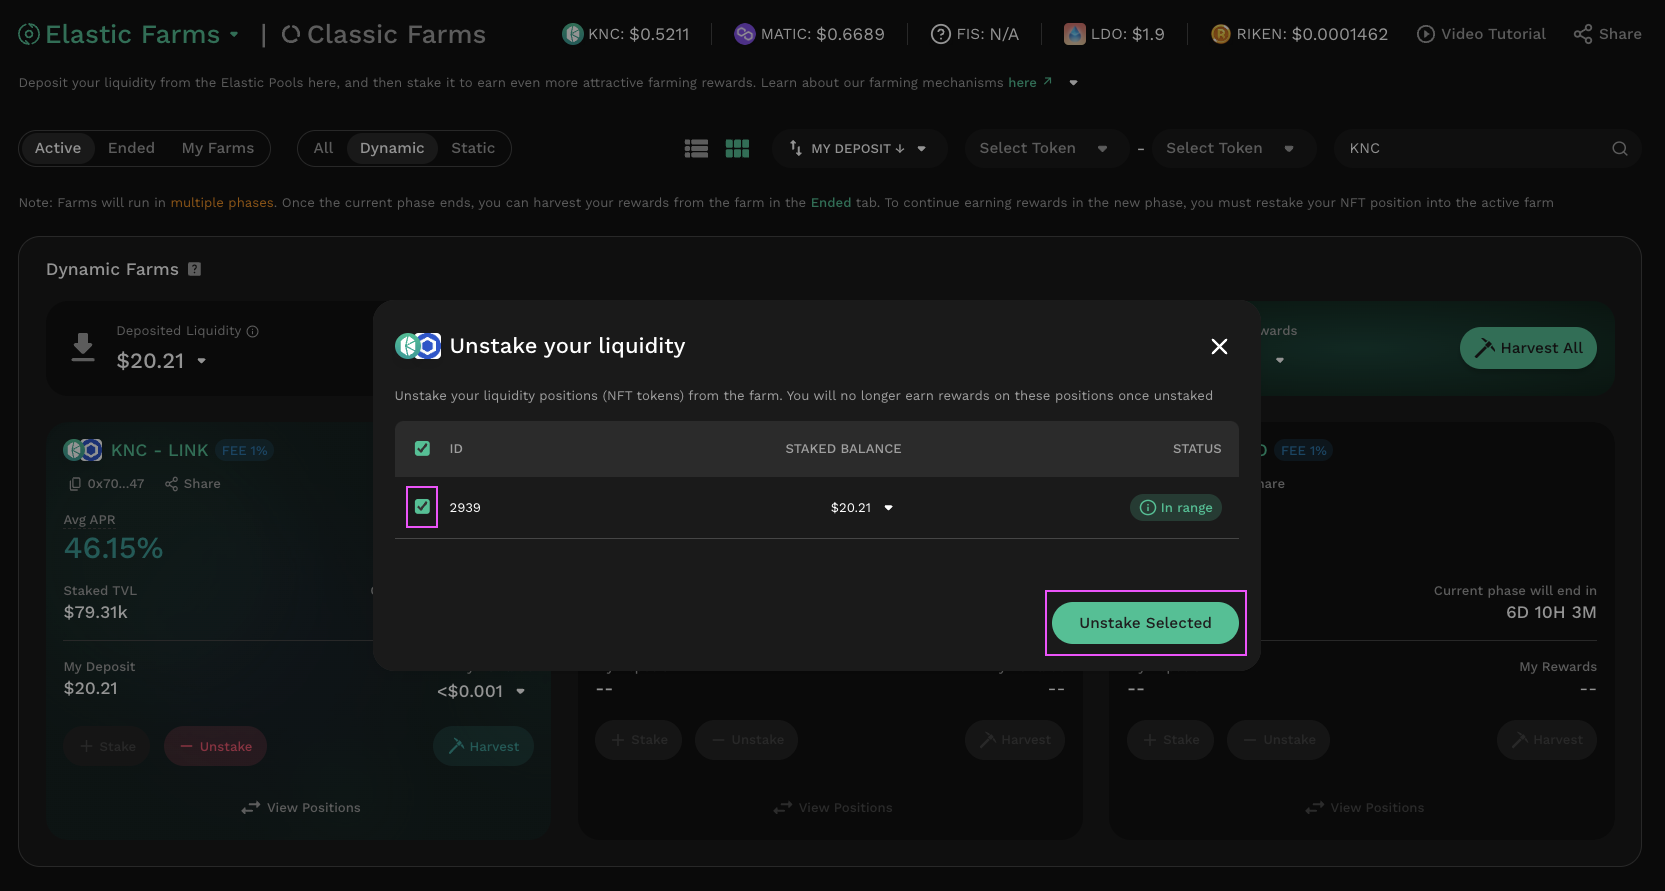 Elastic Farms | Classic Farms
KNC: $0.5211
MATIC: $0.6689
FIS: N/A
LDO: $1.9
RIKEN: $0.0001462
Video Tutorial
Share
Deposit your liquidity from the Elastic Pools here, and then stake it to earn even more attractive farming rewards. Learn about our farming mechanisms here ↗
Active Ended My Farms
All Dynamic Static
MY DEPOSIT ↓
Select Token - Select Token
KNC
Note: Farms will run in multiple phases. Once the current phase ends, you can harvest your rewards from the farm in the Ended tab. To continue earning rewards in the new phase, you must restake your NFT position into the active farm
Dynamic Farms ?
Deposited Liquidity
$20.21
wards
Harvest All
Unstake your liquidity
Unstake your liquidity positions (NFT tokens) from the farm. You will no longer earn rewards on these positions once unstaked
ID STAKED BALANCE STATUS
2939 $20.21 In range
Unstake Selected
KNC - LINK FEE 1%
0x70...47 Share
Avg APR
46.15%
Staked TVL
$79.31k
My Deposit
$20.21
<$0.001
Stake Unstake Harvest
View Positions
--
--
Stake Unstake Harvest
View Positions
FEE 1%
hare
Current phase will end in
6D 10H 3M
My Rewards
--
--
Stake Unstake Harvest
View Positions